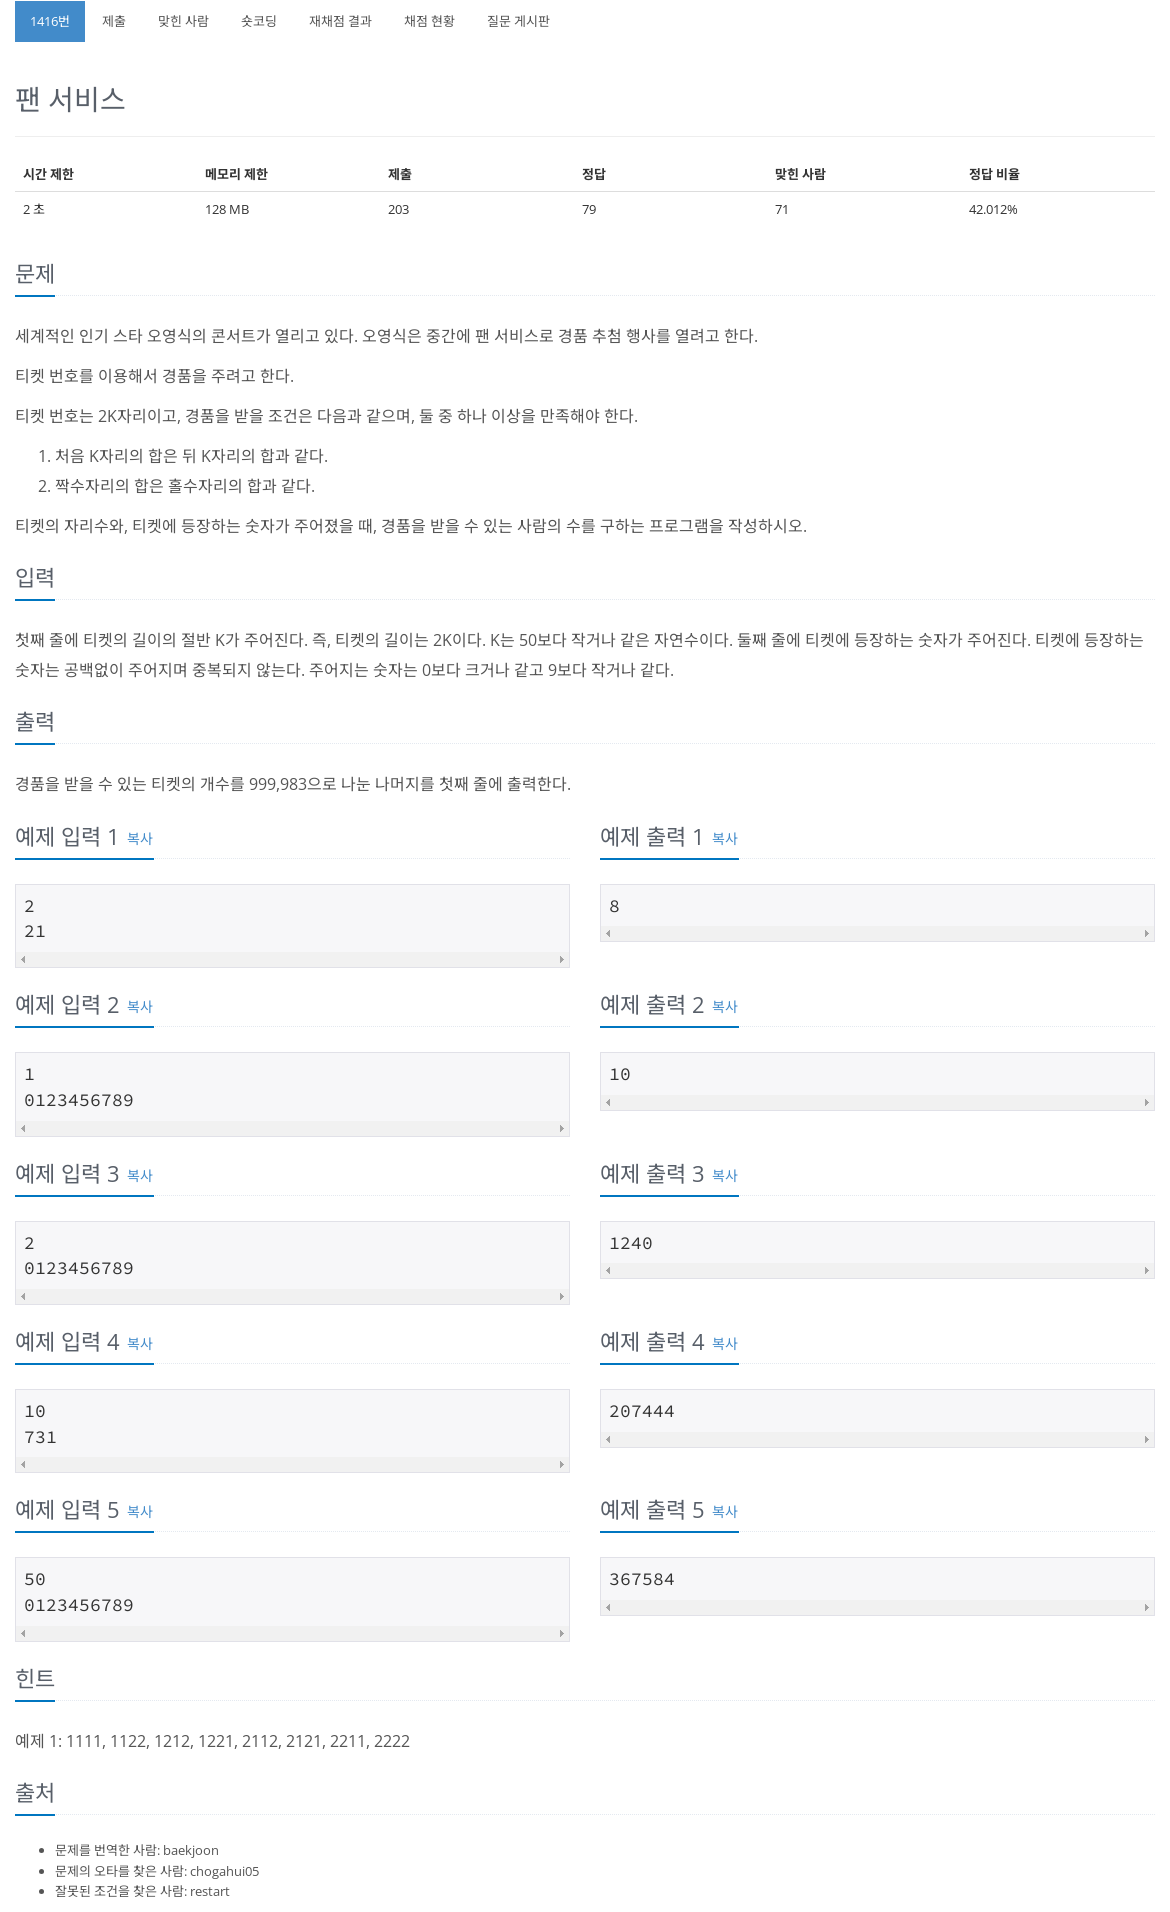 1416번 제출 맞힌 사람 숏코딩 재채점 결과 채점 현황 질문 게시판
팬 서비스
시간 제한 메모리 제한 제출 정답 맞힌 사람 정답 비율
2 초 128 MB 203 79 71 42.012%
문제
세계적인 인기 스타 오영식의 콘서트가 열리고 있다. 오영식은 중간에 팬 서비스로 경품 추첨 행사를 열려고 한다.
티켓 번호를 이용해서 경품을 주려고 한다.
티켓 번호는 2K자리이고, 경품을 받을 조건은 다음과 같으며, 둘 중 하나 이상을 만족해야 한다.
1. 처음 K자리의 합은 뒤 K자리의 합과 같다.
2. 짝수자리의 합은 홀수자리의 합과 같다.
티켓의 자리수와, 티켓에 등장하는 숫자가 주어졌을 때, 경품을 받을 수 있는 사람의 수를 구하는 프로그램을 작성하시오.
입력
첫째 줄에 티켓의 길이의 절반 K가 주어진다. 즉, 티켓의 길이는 2K이다. K는 50보다 작거나 같은 자연수이다. 둘째 줄에 티켓에 등장하는 숫자가 주어진다. 티켓에 등장하는
숫자는 공백없이 주어지며 중복되지 않는다. 주어지는 숫자는 0보다 크거나 같고 9보다 작거나 같다.
출력
경품을 받을 수 있는 티켓의 개수를 999,983으로 나눈 나머지를 첫째 줄에 출력한다.
예제 입력 1 복사
2
21
예제 출력 1 복사
8
예제 입력 2 복사
1
0123456789
예제 출력 2 복사
10
예제 입력 3 복사
2
0123456789
예제 출력 3 복사
1240
예제 입력 4 복사
10
731
예제 출력 4 복사
207444
예제 입력 5 복사
50
0123456789
예제 출력 5 복사
367584
힌트
예제 1: 1111, 1122, 1212, 1221, 2112, 2121, 2211, 2222
출처
문제를 번역한 사람: baekjoon
문제의 오타를 찾은 사람: chogahui05
잘못된 조건을 찾은 사람: restart